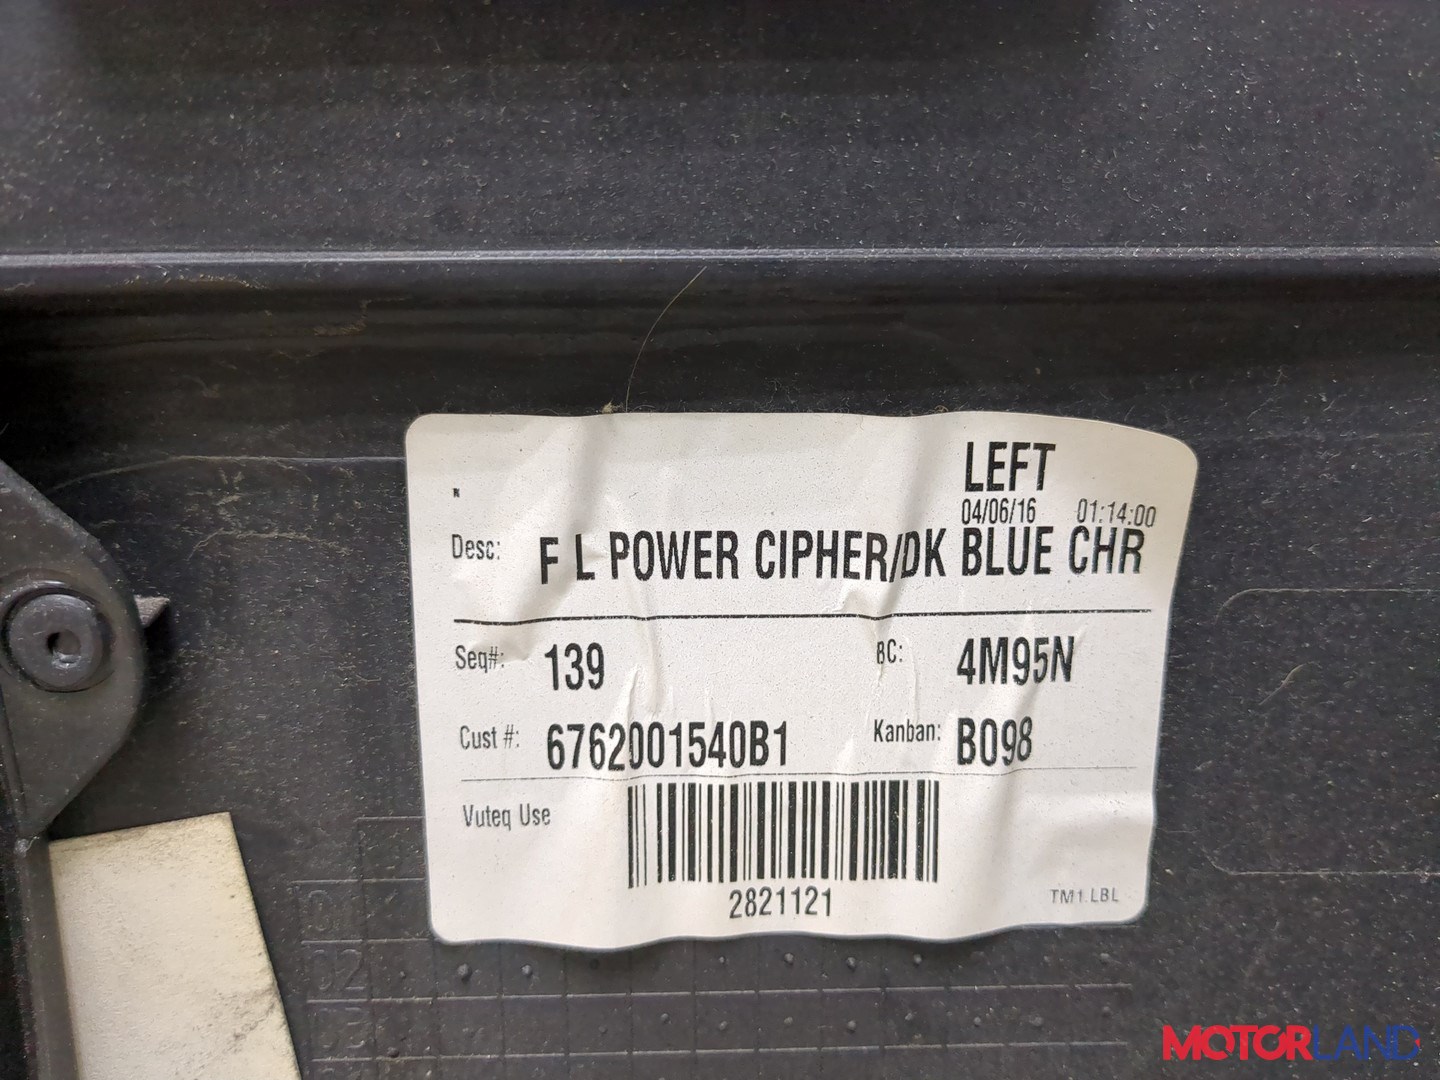 LEFT
04/06/16 01:14:00
Desc: F L POWER CIPHER/DK BLUE CHR
Seq#: 139 BC: 4M95N
Cust #: 6762001540B1 Kanban: B098
Vuteq Use
2821121
TM1.LBL
02
MOTORLAND